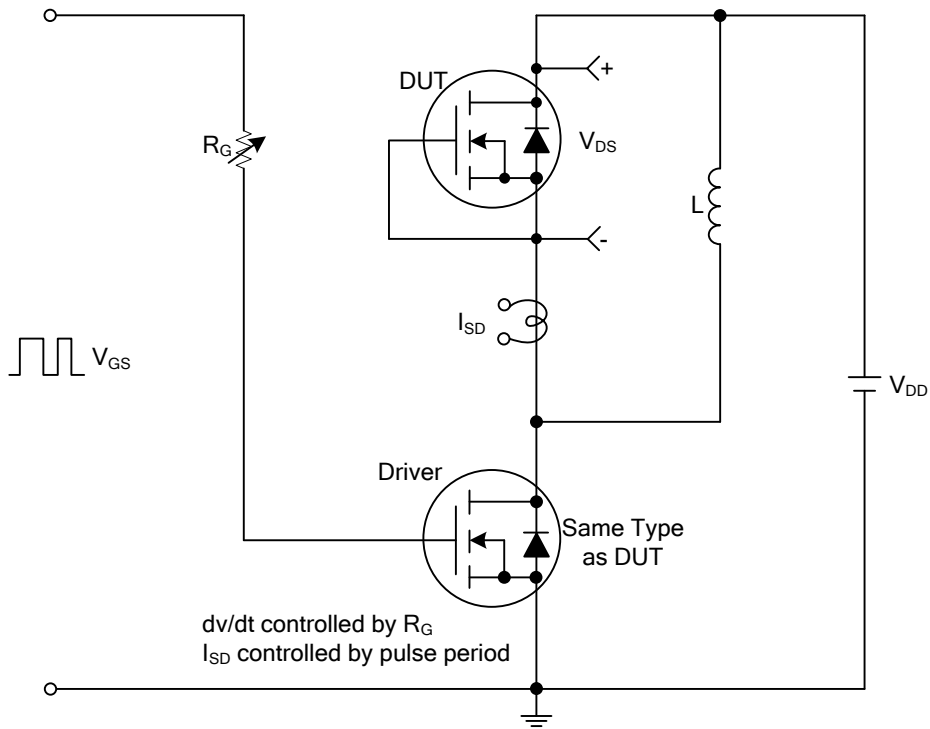 DUT
+
R_G
V_DS
L
-
I_SD
V_GS
V_DD
Driver
Same Type
as DUT
dv/dt controlled by R_G
I_SD controlled by pulse period